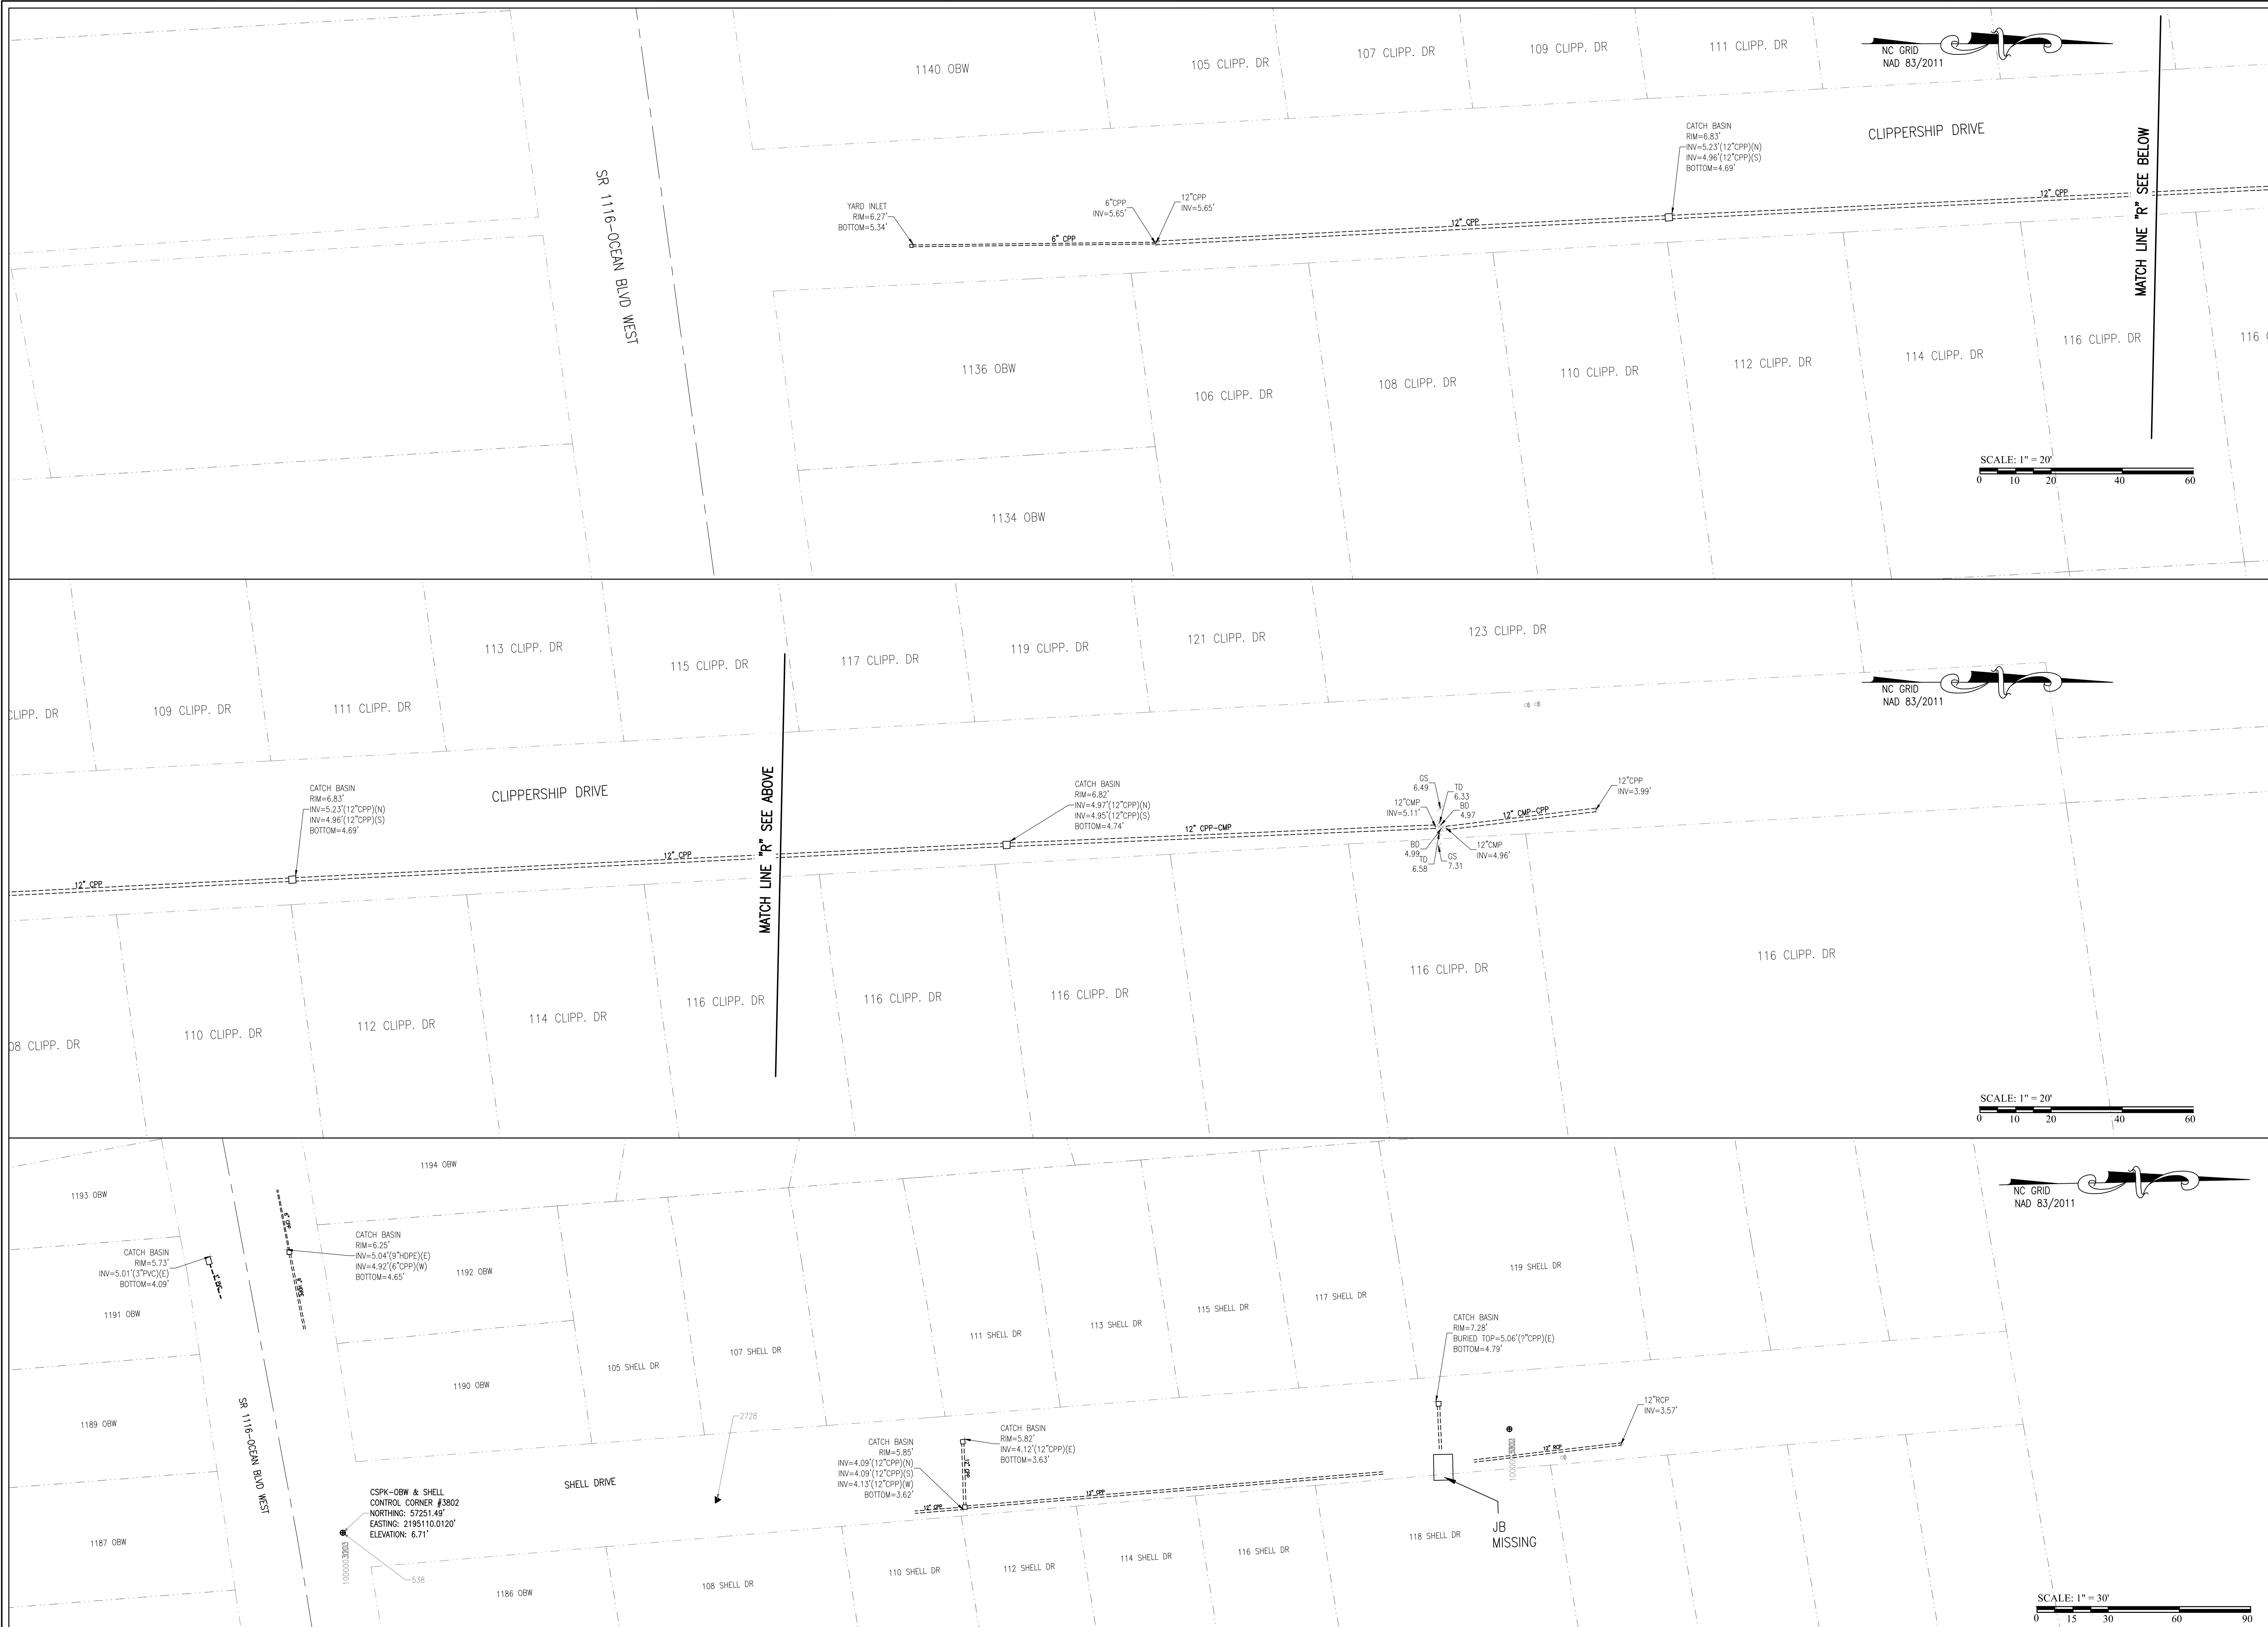 1140 OBW
105 CLIPP. DR
107 CLIPP. DR
109 CLIPP. DR
111 CLIPP. DR
NC GRID
NAD 83/2011
SR 1116-OCEAN BLVD WEST
YARD INLET
RIM=6.27'
BOTTOM=5.34'
6" CPP
6"CPP
INV=5.65'
12"CPP
INV=5.65'
12" CPP
CATCH BASIN
RIM=6.83'
INV=5.23'(12"CPP)(N)
INV=4.96'(12"CPP)(S)
BOTTOM=4.69'
CLIPPERSHIP DRIVE
12" CPP
MATCH LINE "R" SEE BELOW
1136 OBW
1134 OBW
106 CLIPP. DR
108 CLIPP. DR
110 CLIPP. DR
112 CLIPP. DR
114 CLIPP. DR
116 CLIPP. DR
116
SCALE: 1" = 20'
0 10 20 40 60
CLIPP. DR
109 CLIPP. DR
111 CLIPP. DR
113 CLIPP. DR
115 CLIPP. DR
117 CLIPP. DR
119 CLIPP. DR
121 CLIPP. DR
123 CLIPP. DR
NC GRID
NAD 83/2011
12" CPP
CATCH BASIN
RIM=6.83'
INV=5.23'(12"CPP)(N)
INV=4.96'(12"CPP)(S)
BOTTOM=4.69'
CLIPPERSHIP DRIVE
12" CPP
MATCH LINE "R" SEE ABOVE
CATCH BASIN
RIM=6.82'
INV=4.97'(12"CPP)(N)
INV=4.95'(12"CPP)(S)
BOTTOM=4.74'
12" CPP-CMP
GS
6.49
TD
6.33
BD
4.97
12"CMP
INV=5.11'
12" CMP-CPP
12"CPP
INV=3.99'
BD
4.99
TD
6.58
GS
7.31
12"CMP
INV=4.96'
08 CLIPP. DR
110 CLIPP. DR
112 CLIPP. DR
114 CLIPP. DR
116 CLIPP. DR
116 CLIPP. DR
116 CLIPP. DR
116 CLIPP. DR
116 CLIPP. DR
SCALE: 1" = 20'
0 10 20 40 60
1193 OBW
1194 OBW
NC GRID
NAD 83/2011
CATCH BASIN
RIM=5.73'
INV=5.01'(3"PVC)(E)
BOTTOM=4.09'
CATCH BASIN
RIM=6.25'
INV=5.04'(9"HDPE)(E)
INV=4.92'(6"CPP)(W)
BOTTOM=4.65'
1192 OBW
1191 OBW
1190 OBW
1189 OBW
1187 OBW
SR 1116-OCEAN BLVD WEST
105 SHELL DR
107 SHELL DR
111 SHELL DR
113 SHELL DR
115 SHELL DR
117 SHELL DR
119 SHELL DR
CATCH BASIN
RIM=7.28'
BURIED TOP=5.06'(?"CPP)(E)
BOTTOM=4.79'
2728
SHELL DRIVE
CSPK-OBW & SHELL
CONTROL CORNER #3802
NORTHING: 57251.49'
EASTING: 2195110.0120'
ELEVATION: 6.71'
538
CATCH BASIN
RIM=5.85'
INV=4.09'(12"CPP)(N)
INV=4.09'(12"CPP)(S)
INV=4.13'(12"CPP)(W)
BOTTOM=3.62'
CATCH BASIN
RIM=5.82'
INV=4.12'(12"CPP)(E)
BOTTOM=3.63'
12" CPP
12" CPP
12" CPP
12" RCP
12"RCP
INV=3.57'
JB
MISSING
1186 OBW
108 SHELL DR
110 SHELL DR
112 SHELL DR
114 SHELL DR
116 SHELL DR
118 SHELL DR
SCALE: 1" = 30'
0 15 30 60 90